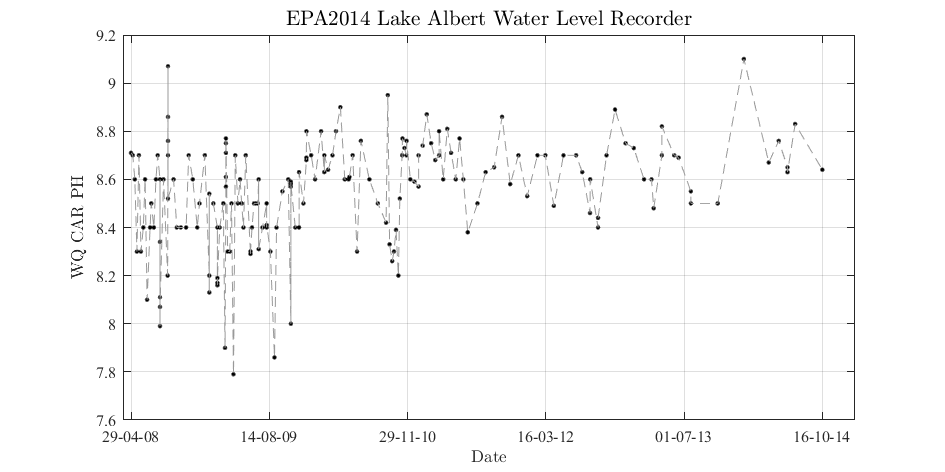 EPA2014 Lake Albert Water Level Recorder
9.2
9
8.8
8.6
8.4
8.2
8
7.8
7.6
WQ CAR PH
29-04-08 14-08-09 29-11-10 16-03-12 01-07-13 16-10-14
Date